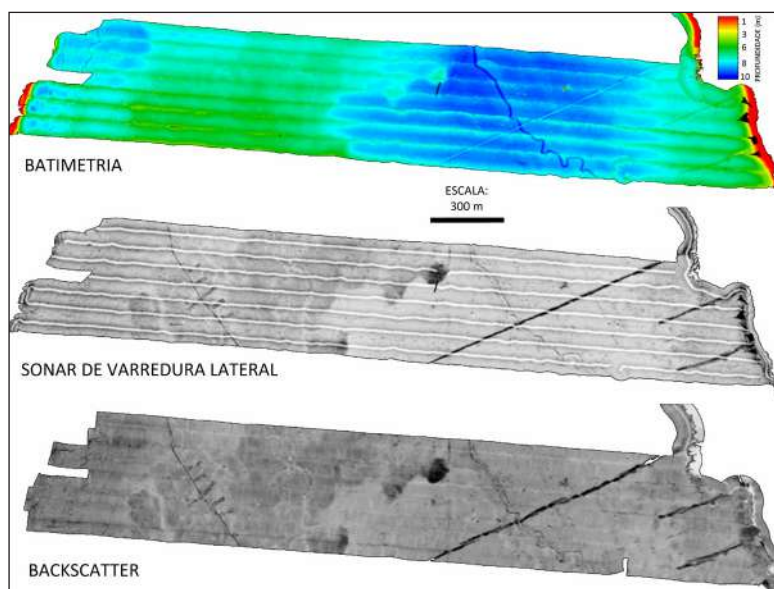 1
3
6
8
10
PROFUNDIDADE (m)
BATIMETRIA
ESCALA:
300 m
SONAR DE VARREDURA LATERAL
BACKSCATTER